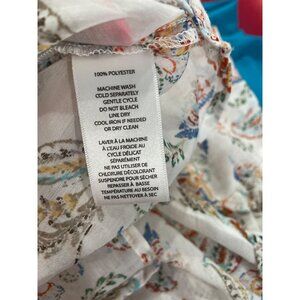 100% POLYESTER
MACHINE WASH
COLD SEPARATELY
GENTLE CYCLE
DO NOT BLEACH
LINE DRY
COOL IRON IF NEEDED
OR DRY CLEAN
LAVER À LA MACHINE
À L'EAU FROIDE AU
CYCLE DÉLICAT
SÉPARÉMENT
NE PAS UTILISER DE
CHLORURE DÉCOLORANT
SUSPENDRE POUR SÉCHER
REPASSER À BASSE
TEMPÉRATURE AU BESOIN
NE PAS NETTOYER À SEC